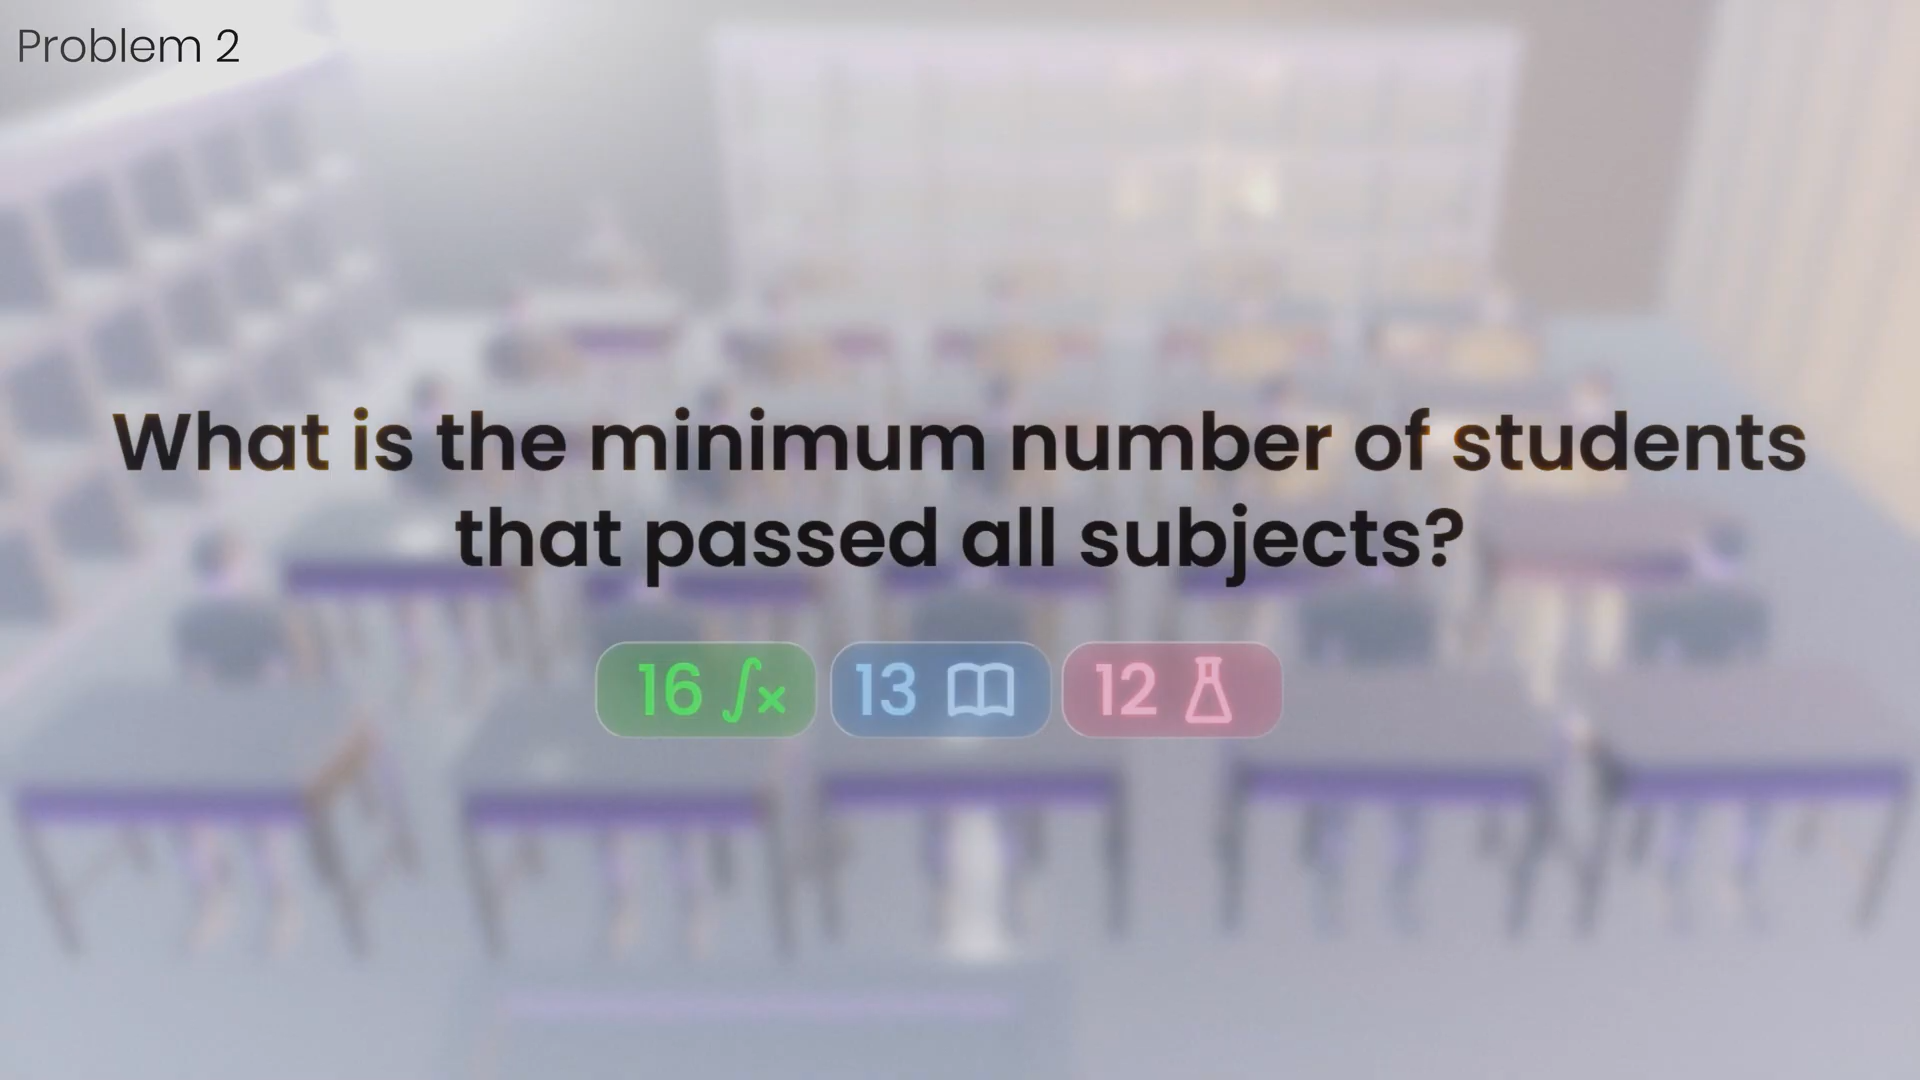 Problem 2
What is the minimum number of students
that passed all subjects?
16 ∫x 13 12